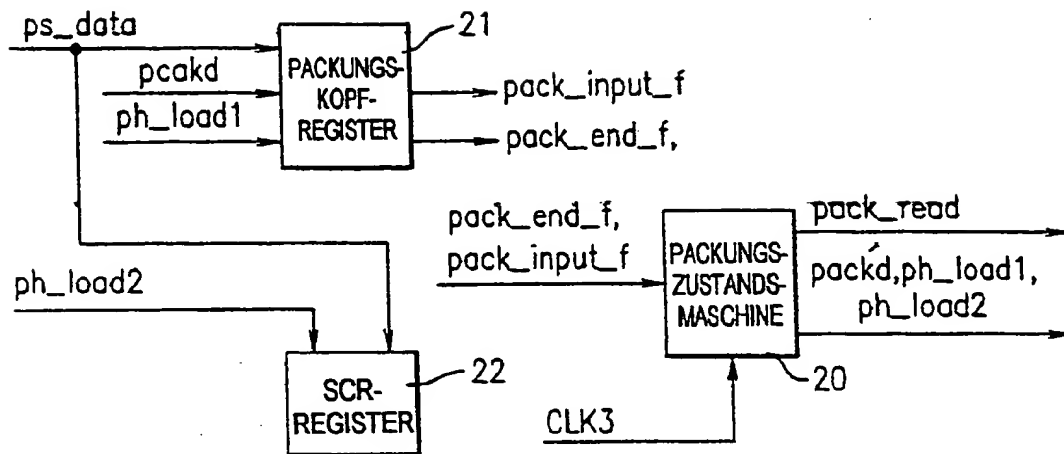 ps_data
pcakd
ph_load1
21
PACKUNGS-
KOPF-
REGISTER
pack_input_f
pack_end_f,
ph_load2
22
SCR-
REGISTER
pack_end_f,
pack_input_f
PACKUNGS-
ZUSTANDS-
MASCHINE
20
CLK3
pack_read
packd,ph_load1,
ph_load2